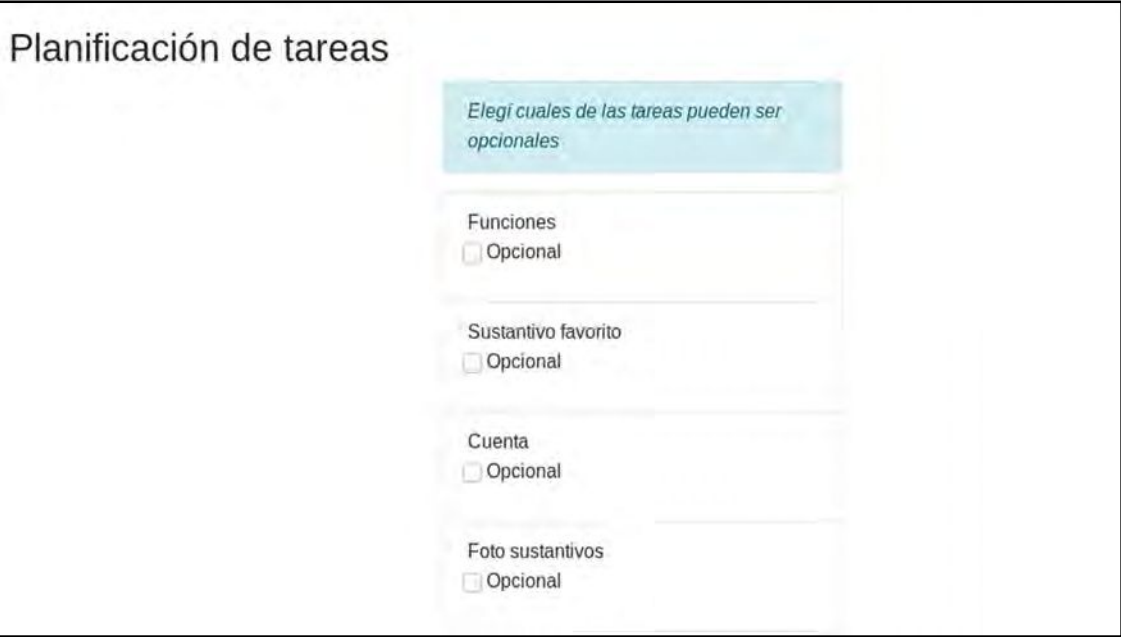 Planificación de tareas
Elegí cuales de las tareas pueden ser
opcionales
Funciones
Opcional
Sustantivo favorito
Opcional
Cuenta
Opcional
Foto sustantivos
Opcional